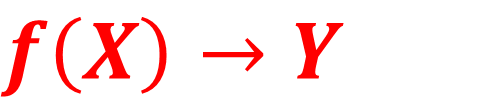 f(X) → Y